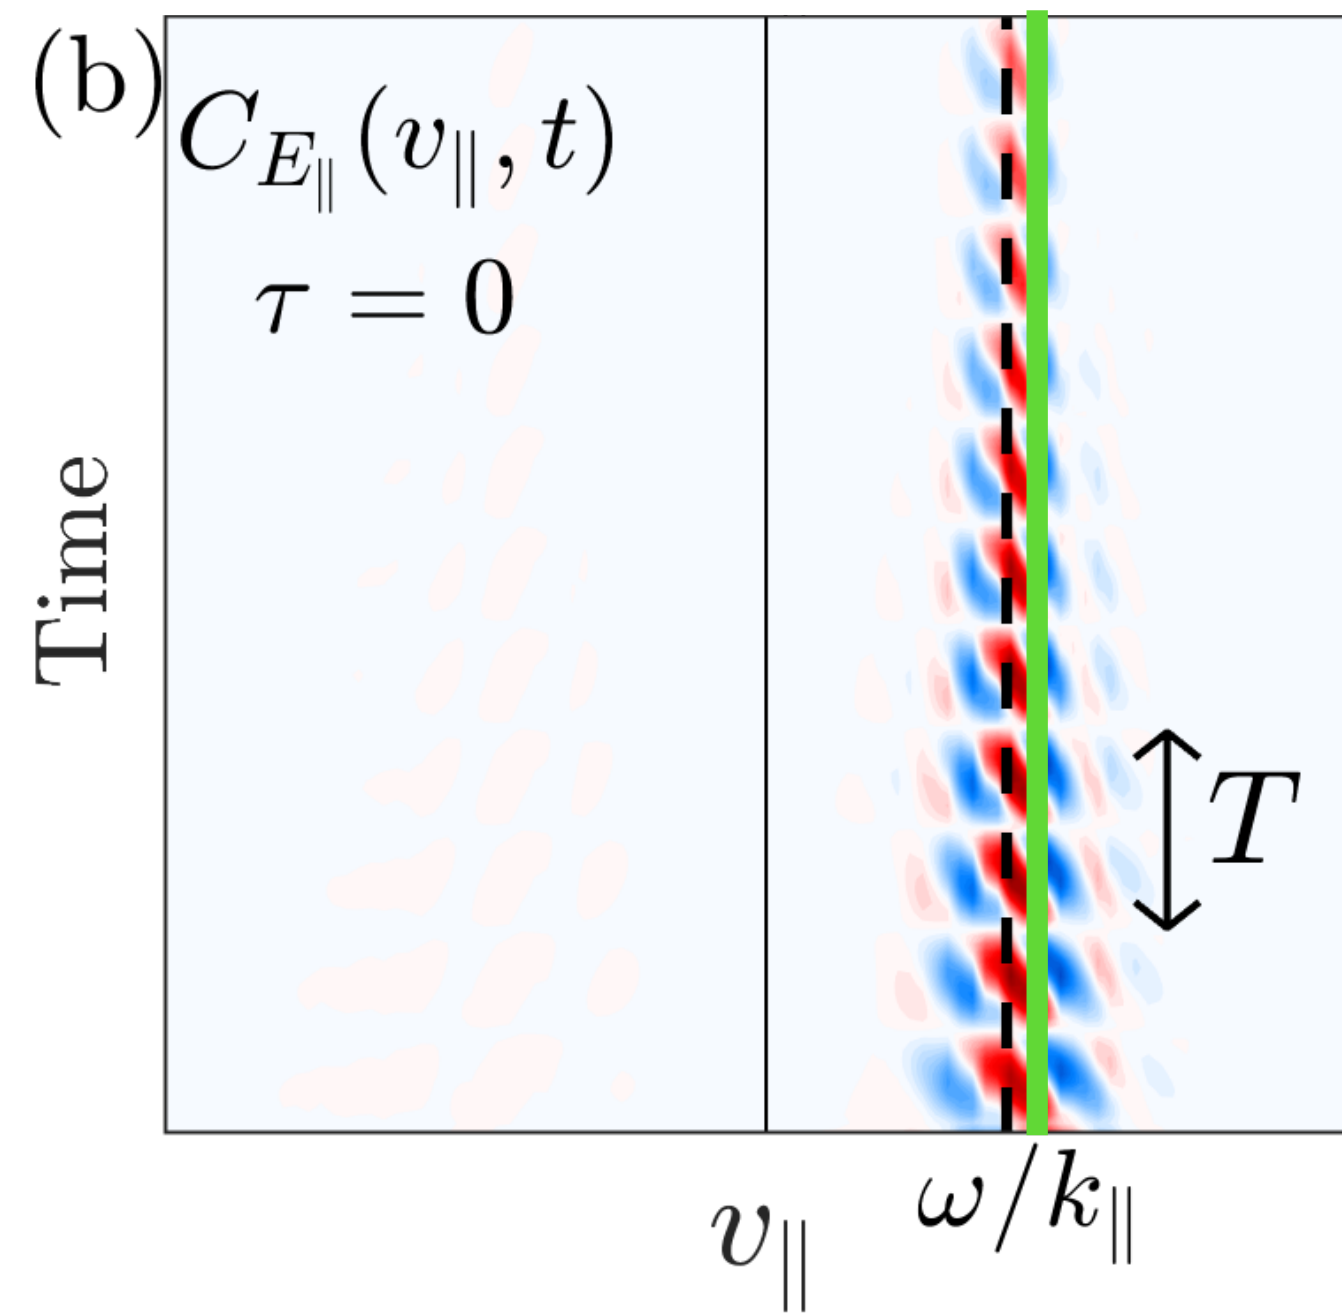 (b)
C_{E_∥}(v_∥, t)
τ = 0
Time
T
ω/k_∥
v_∥